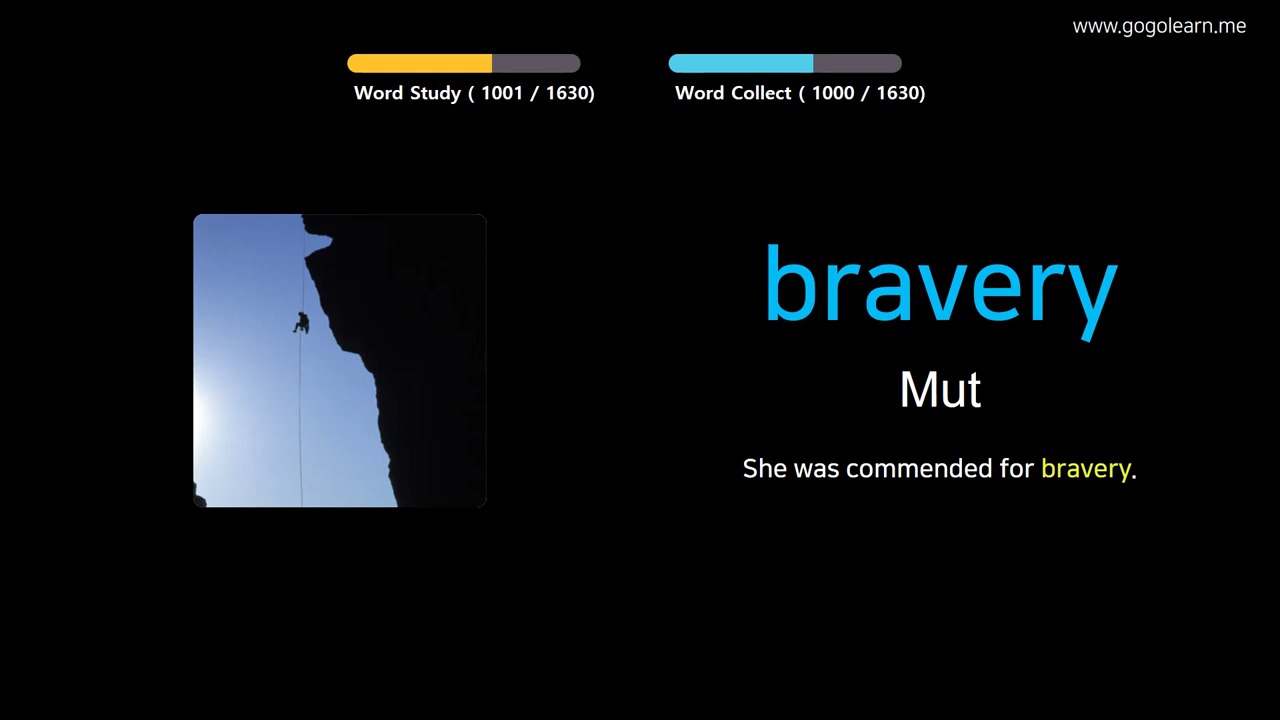 www.gogolearn.me
Word Study ( 1001 / 1630)
Word Collect ( 1000 / 1630)
bravery
Mut
She was commended for bravery.